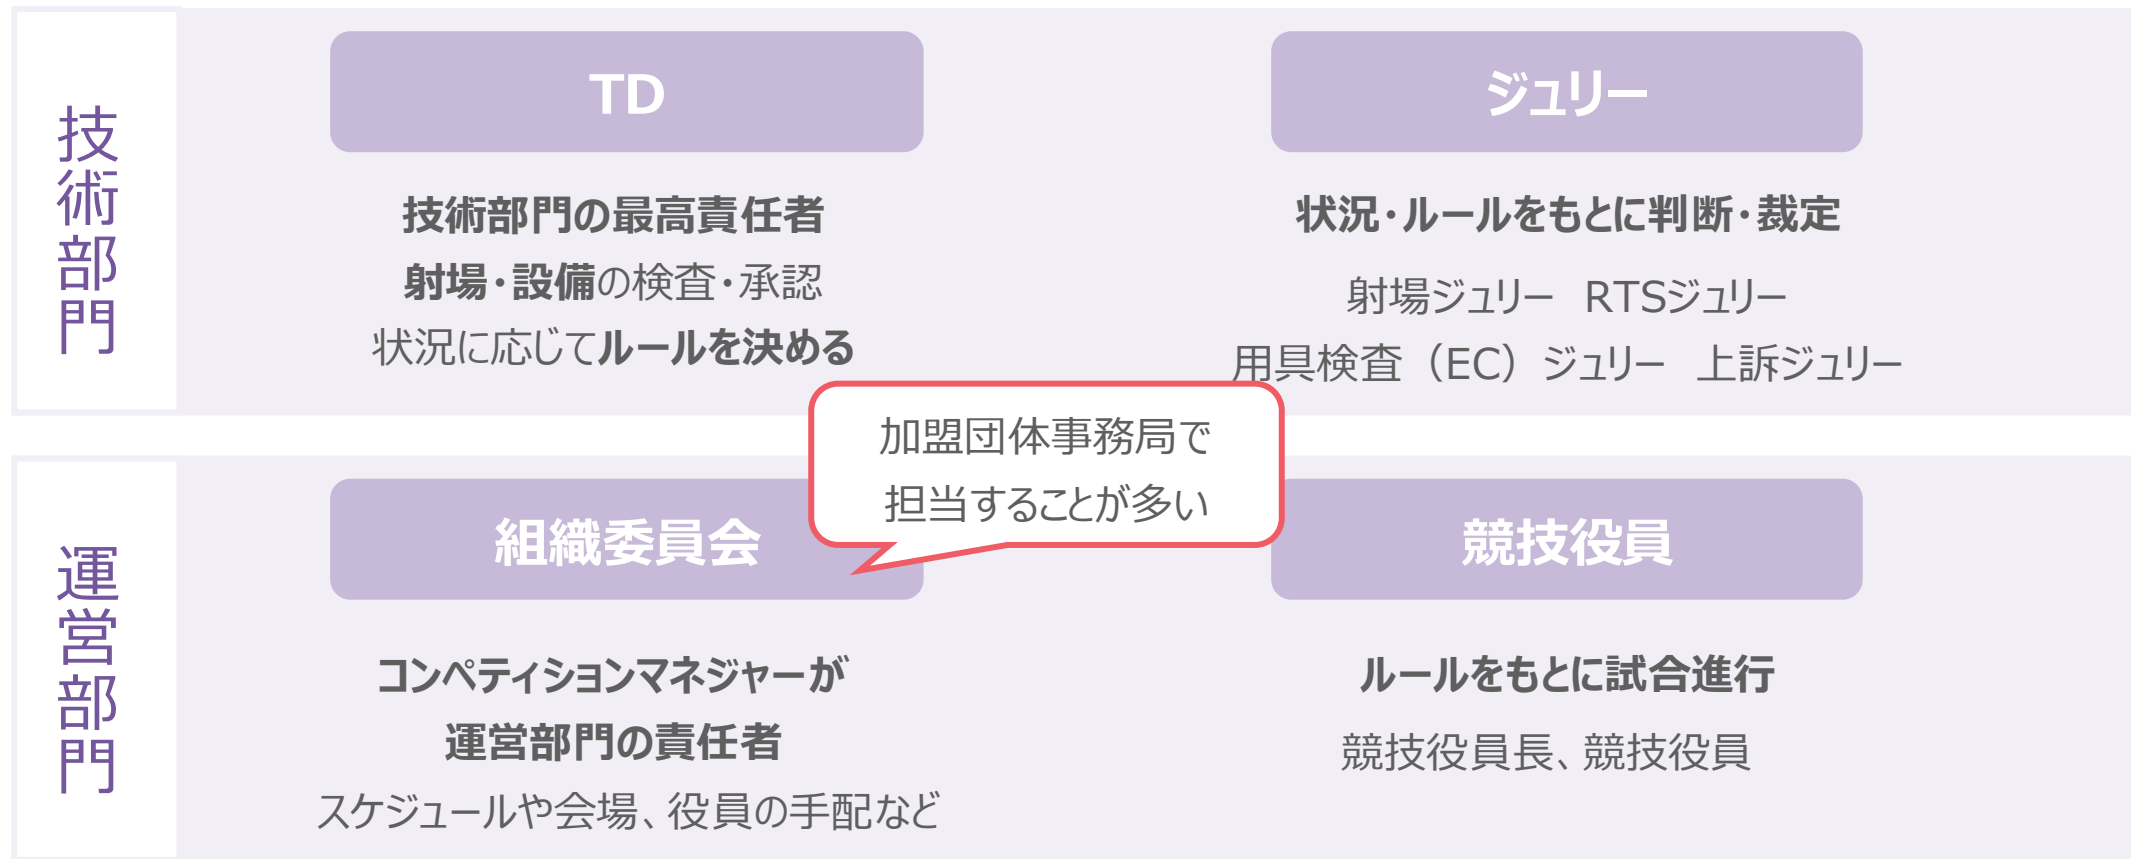 技術部門
TD
技術部門の最高責任者
射場・設備の検査・承認
状況に応じてルールを決める
ジュリー
状況・ルールをもとに判断・裁定
射場ジュリー　RTSジュリー
用具検査（EC）ジュリー　上訴ジュリー
運営部門
組織委員会
加盟団体事務局で
担当することが多い
コンペティションマネジャーが
運営部門の責任者
スケジュールや会場、役員の手配など
競技役員
ルールをもとに試合進行
競技役員長、競技役員